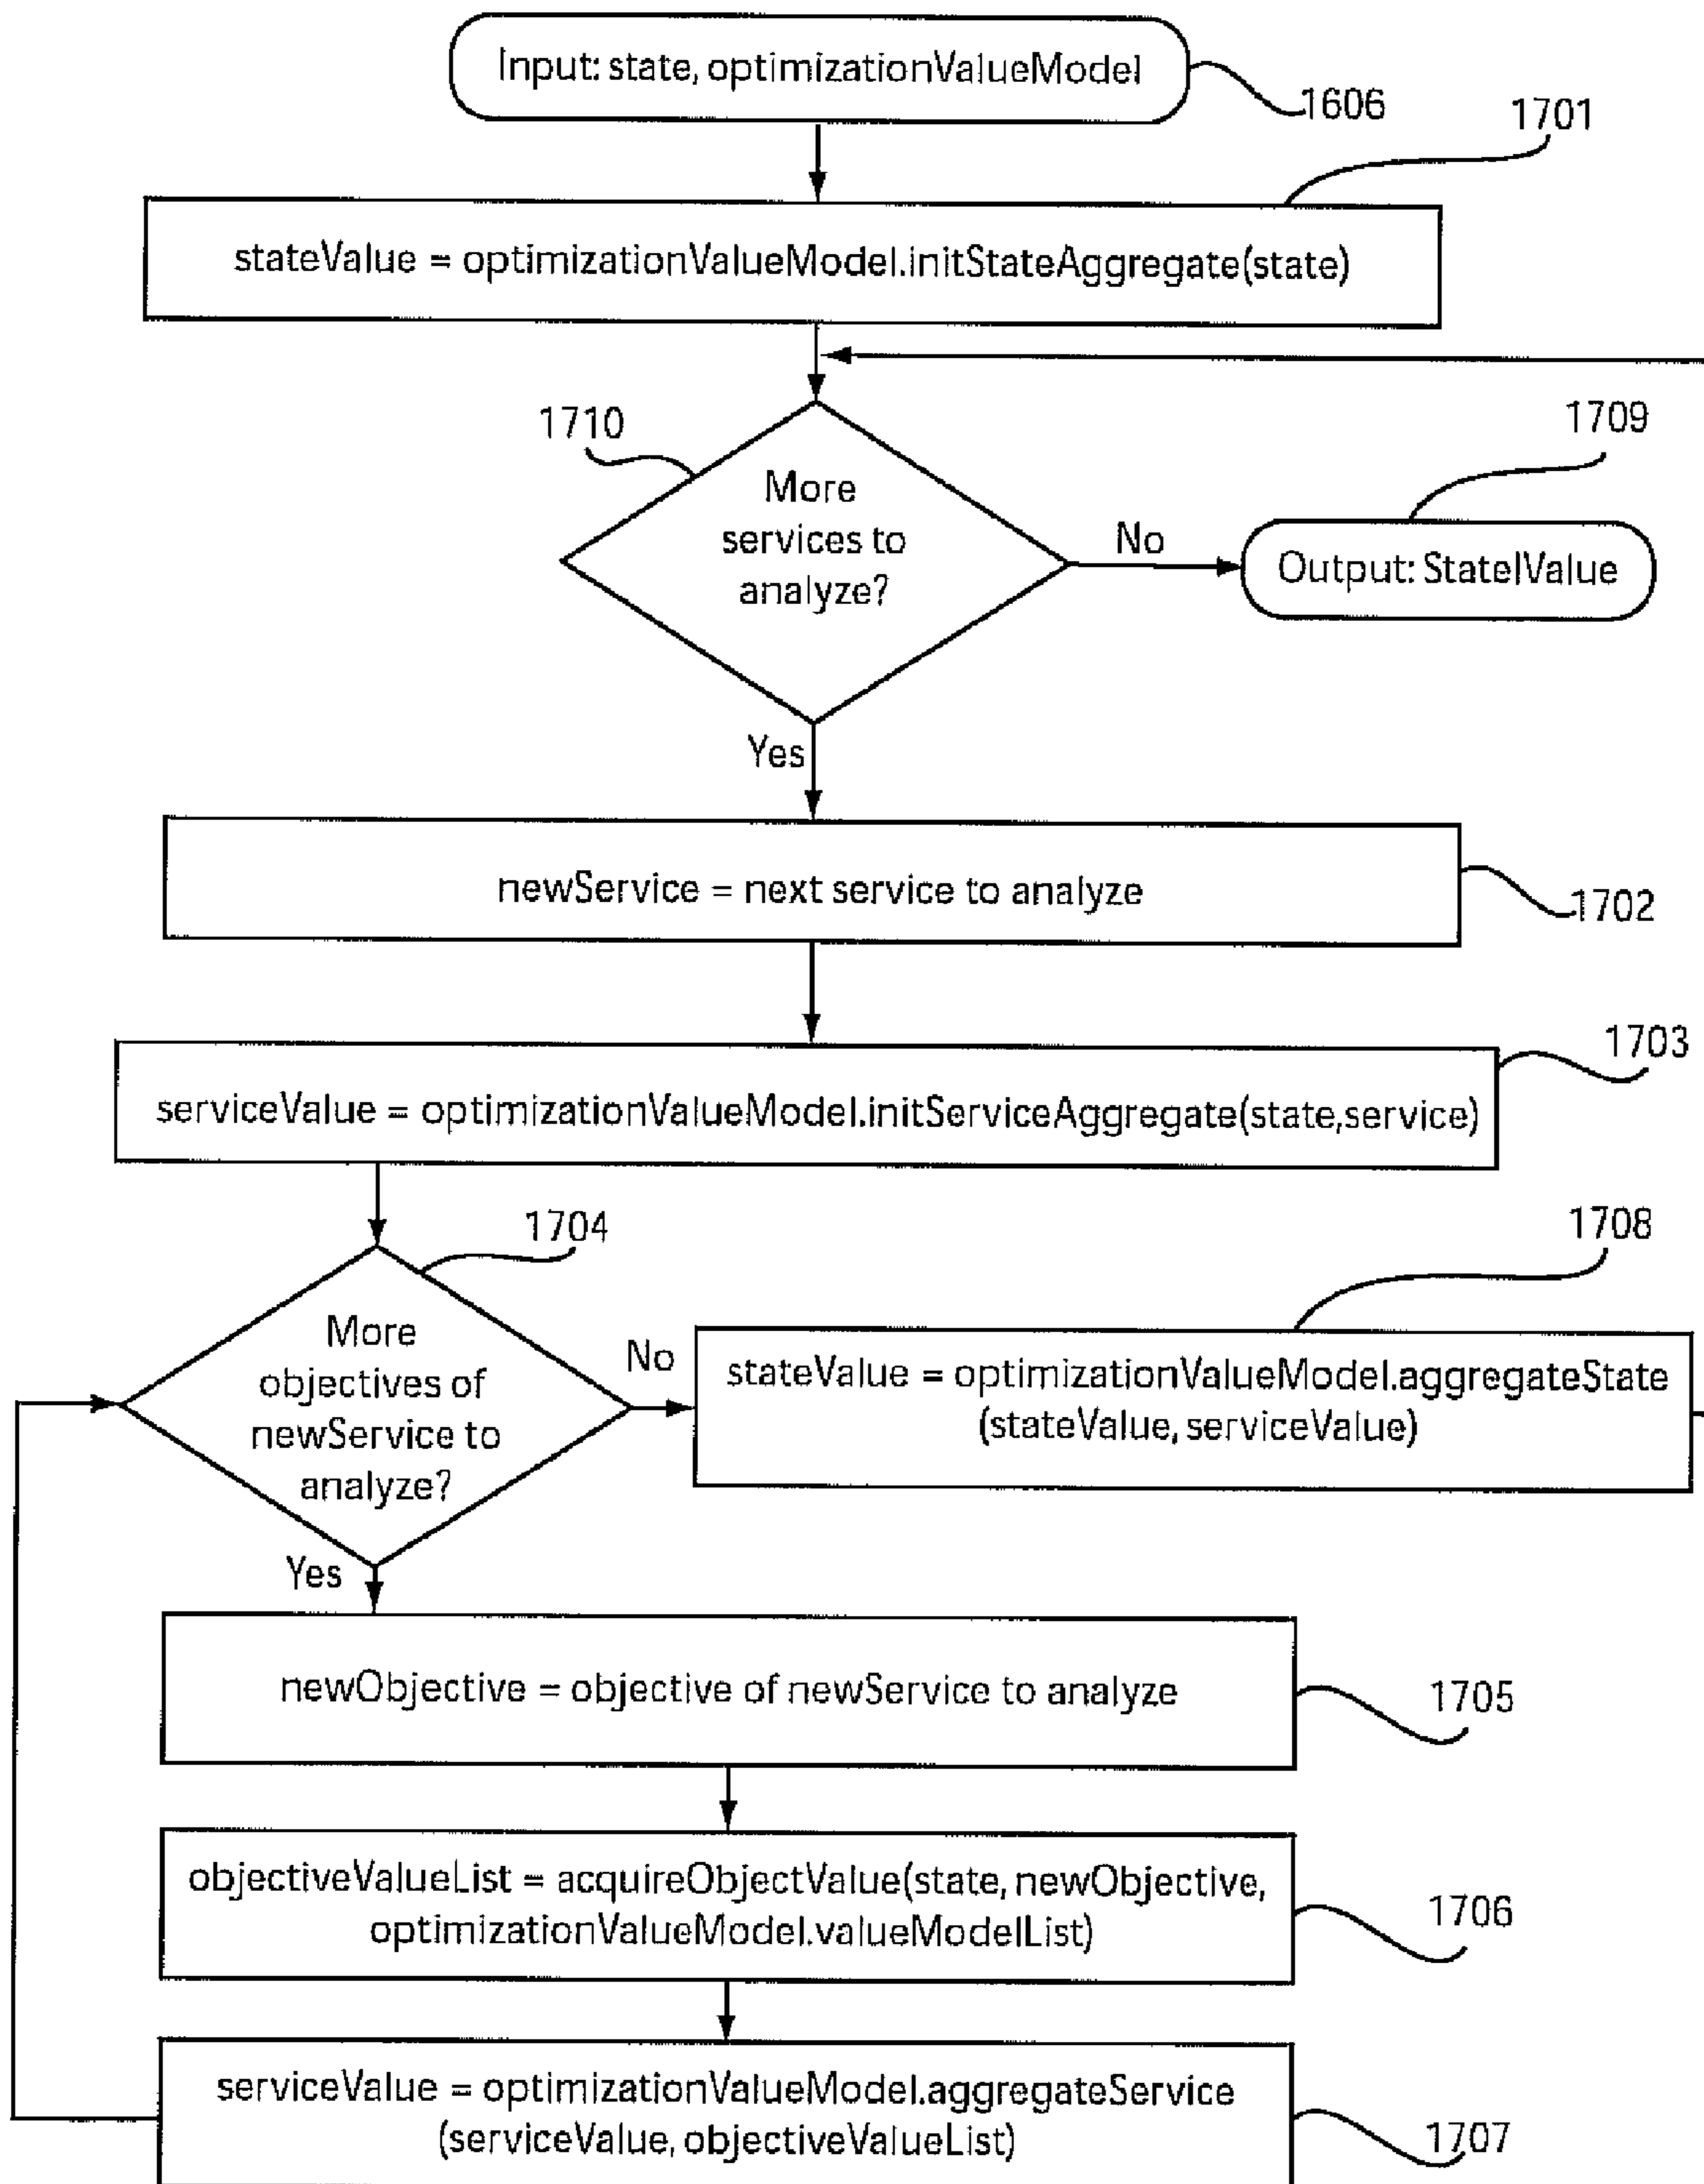 Input: state, optimizationValueModel
1606
1701
stateValue = optimizationValueModel.initStateAggregate(state)
1710
More
services to
analyze?
No
1709
Output: StatelValue
Yes
newService = next service to analyze
1702
1703
serviceValue = optimizationValueModel.initServiceAggregate(state,service)
1704
More
objectives of
newService to
analyze?
No
1708
stateValue = optimizationValueModel.aggregateState
(stateValue, serviceValue)
Yes
newObjective = objective of newService to analyze
1705
objectiveValueList = acquireObjectValue(state, newObjective,
optimizationValueModel.valueModelList)
1706
serviceValue = optimizationValueModel.aggregateService
(serviceValue, objectiveValueList)
1707